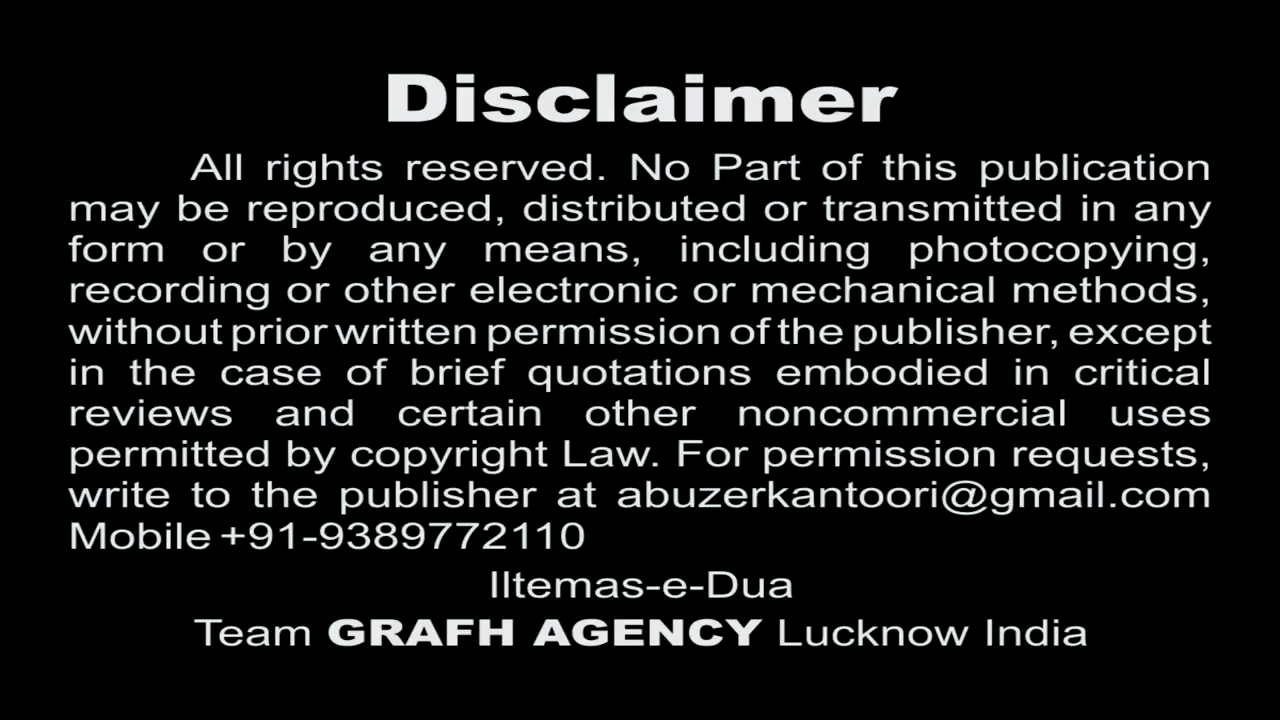 Disclaimer
All rights reserved. No Part of this publication
may be reproduced, distributed or transmitted in any
form or by any means, including photocopying,
recording or other electronic or mechanical methods,
without prior written permission of the publisher, except
in the case of brief quotations embodied in critical
reviews and certain other noncommercial uses
permitted by copyright Law. For permission requests,
write to the publisher at abuzerkantoori@gmail.com
Mobile +91-9389772110
Iltemas-e-Dua
Team GRAFH AGENCY Lucknow India